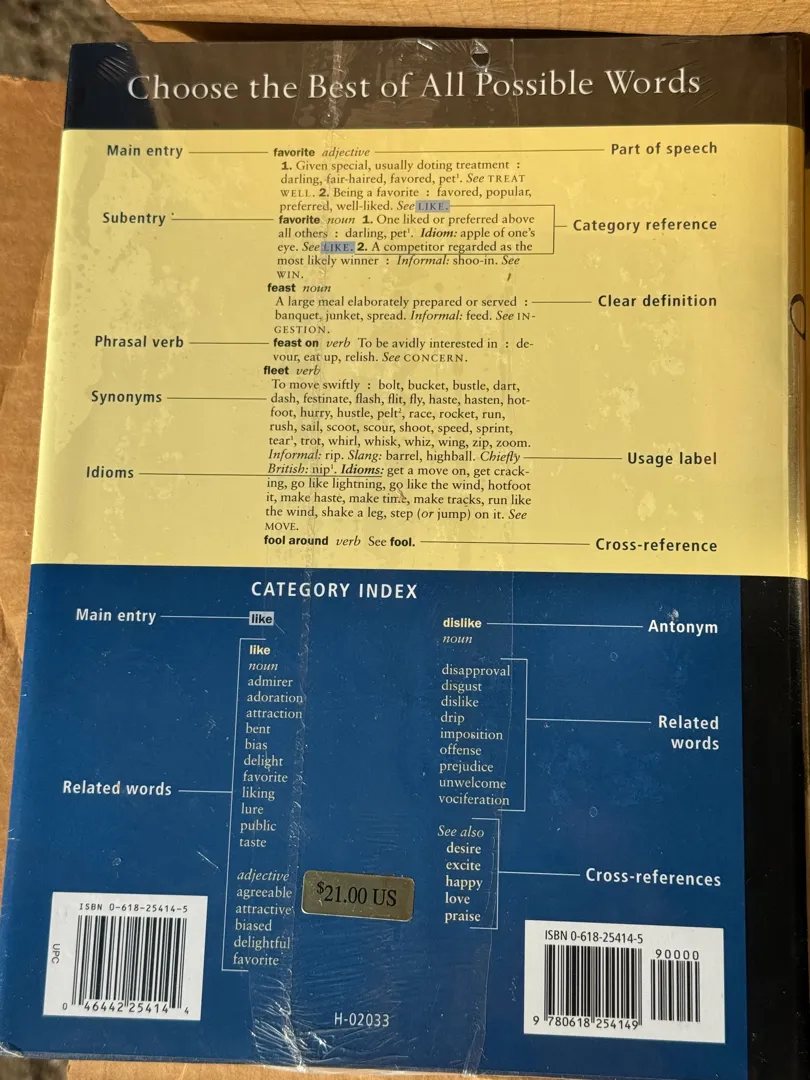 Choose the Best of All Possible Words
Main entry
favorite adjective
Part of speech
1. Given special, usually doting treatment :
darling, fair-haired, favored, pet¹. See TREAT
WELL. 2. Being a favorite : favored, popular,
preferred, well-liked. See LIKE.
Subentry
favorite noun 1. One liked or preferred above
Category reference
all others : darling, pet¹. Idiom: apple of one's
eye. See LIKE. 2. A competitor regarded as the
most likely winner : Informal: shoo-in. See
WIN.
feast noun
A large meal elaborately prepared or served :
Clear definition
banquet, junket, spread. Informal: feed. See IN-
GESTION.
Phrasal verb
feast on verb To be avidly interested in : de-
vour, eat up, relish. See CONCERN.
fleet verb
To move swiftly : bolt, bucket, bustle, dart,
Synonyms
dash, festinate, flash, flit, fly, haste, hasten, hot-
foot, hurry, hustle, pelt², race, rocket, run,
rush, sail, scoot, scour, shoot, speed, sprint,
tear¹, trot, whirl, whisk, whiz, wing, zip, zoom.
Informal: rip. Slang: barrel, highball. Chiefly
Usage label
Idioms
British: nip¹. Idioms: get a move on, get crack-
ing, go like lightning, go like the wind, hotfoot
it, make haste, make time, make tracks, run like
the wind, shake a leg, step (or jump) on it. See
MOVE.
fool around verb See fool.
Cross-reference
CATEGORY INDEX
Main entry
like
like
noun
admirer
adoration
attraction
bent
bias
delight
favorite
liking
lure
public
taste
Related words
adjective
agreeable
attractive
biased
delightful
favorite
dislike
noun
Antonym
disapproval
disgust
dislike
drip
imposition
offense
prejudice
unwelcome
vociferation
Related
words
See also
desire
excite
happy
love
praise
Cross-references
$21.00 US
ISBN 0-618-25414-5
UPC
0 46442 25414 4
H-02033
ISBN 0-618-25414-5
90000
9 780618 254149